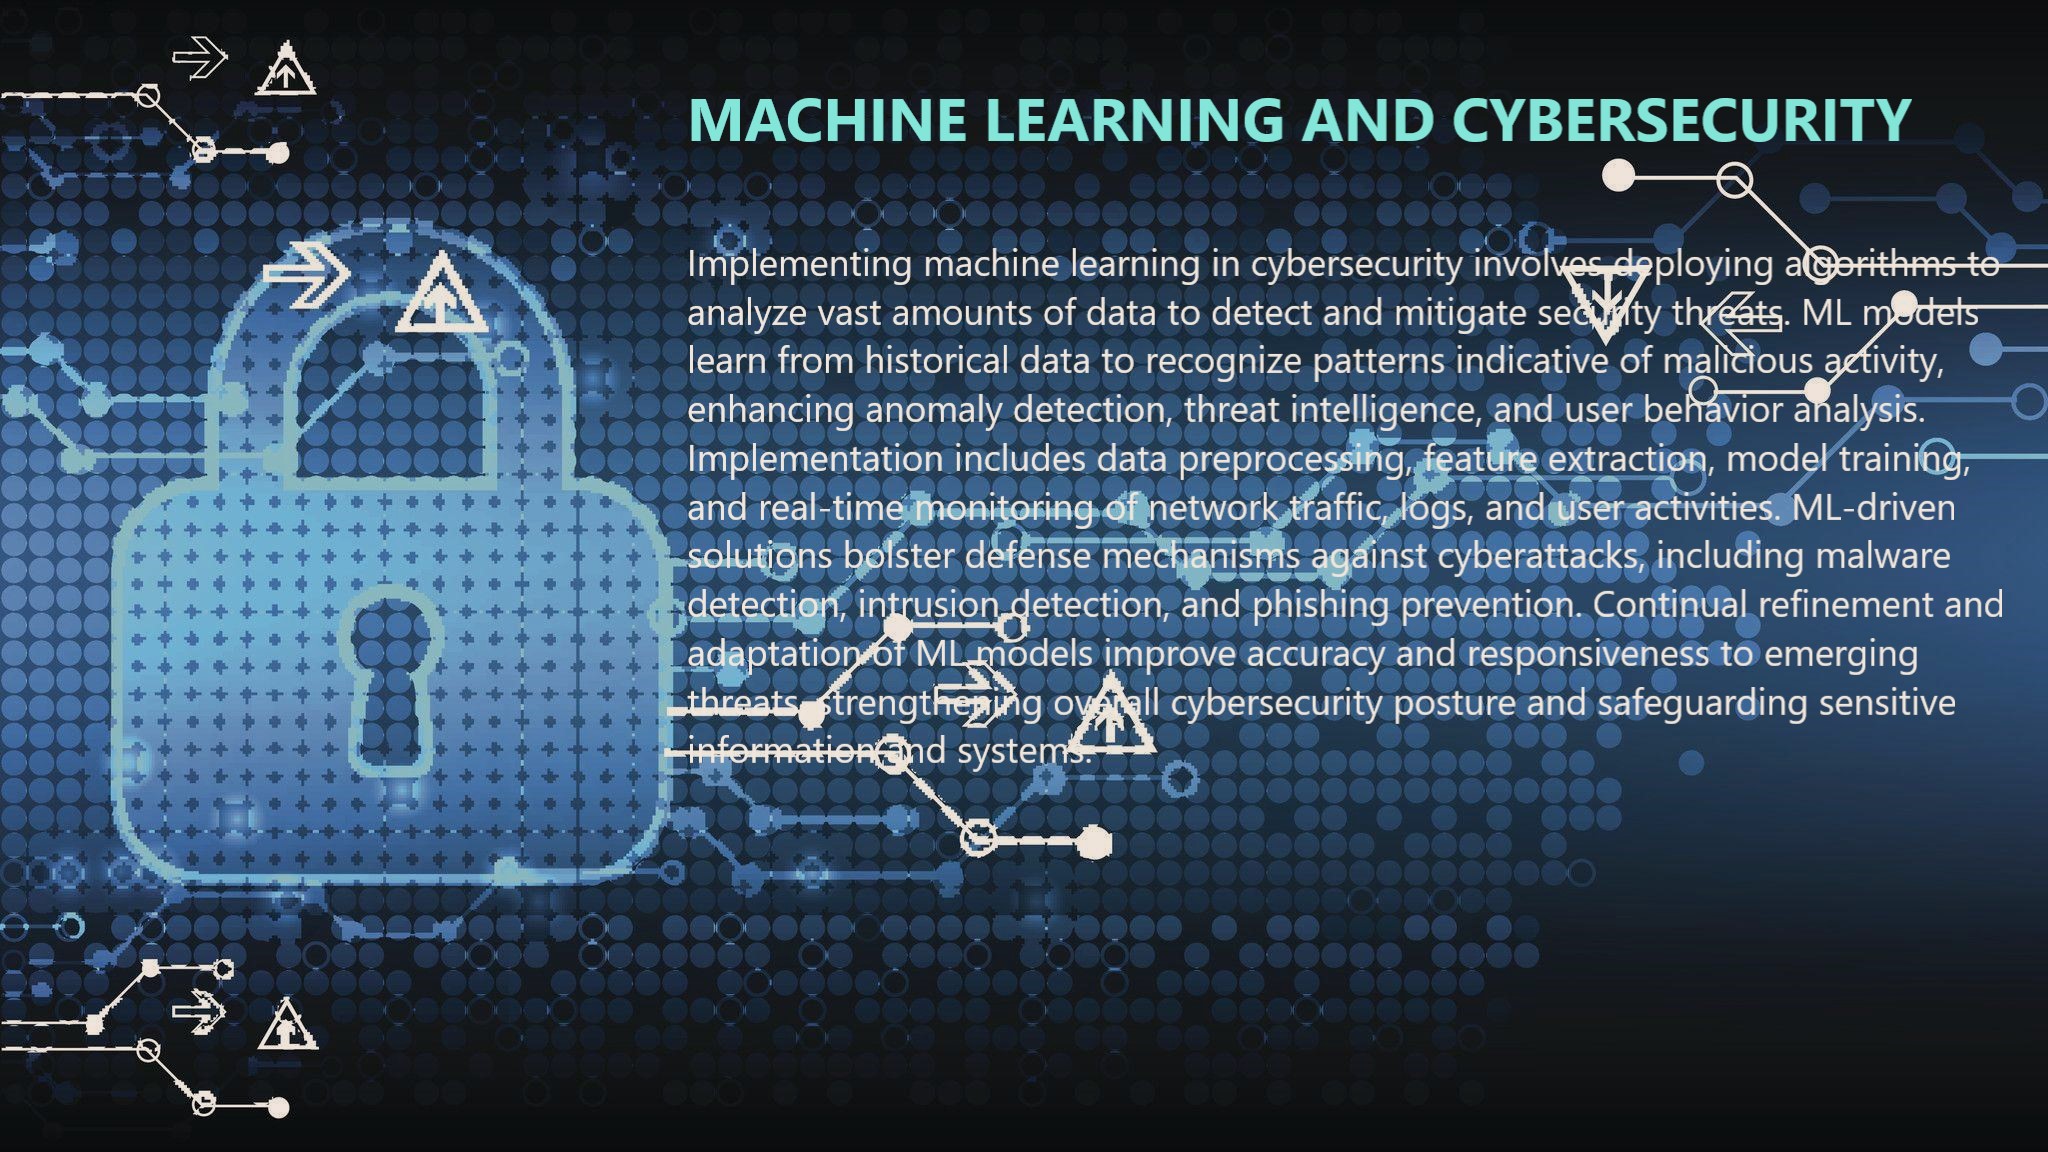 MACHINE LEARNING AND CYBERSECURITY
Implementing machine learning in cybersecurity involves deploying algorithms to
analyze vast amounts of data to detect and mitigate security threats. ML models
learn from historical data to recognize patterns indicative of malicious activity,
enhancing anomaly detection, threat intelligence, and user behavior analysis.
Implementation includes data preprocessing, feature extraction, model training,
and real-time monitoring of network traffic, logs, and user activities. ML-driven
solutions bolster defense mechanisms against cyberattacks, including malware
detection, intrusion detection, and phishing prevention. Continual refinement and
adaptation of ML models improve accuracy and responsiveness to emerging
threats, strengthening overall cybersecurity posture and safeguarding sensitive
information and systems.